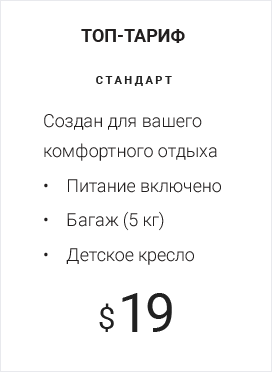 ТОП-ТАРИФ
СТАНДАРТ
Создан для вашего
комфортного отдыха
• Питание включено
• Багаж (5 кг)
• Детское кресло
$19